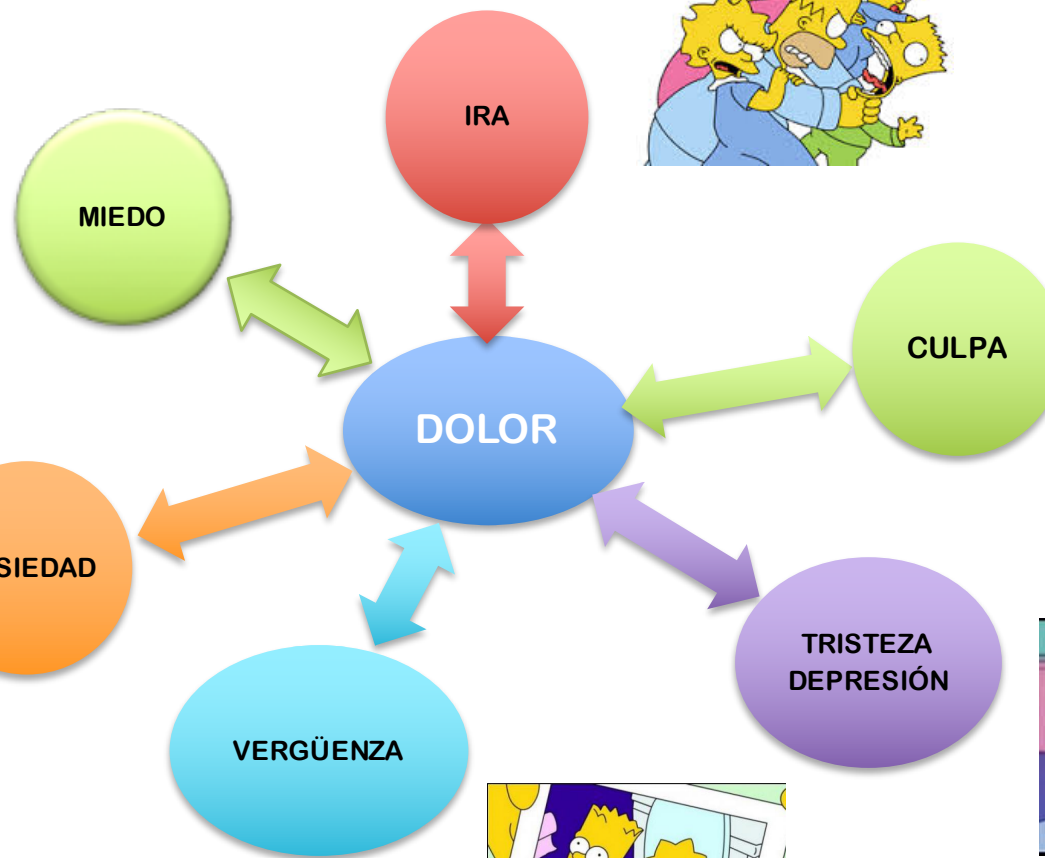 IRA
MIEDO
CULPA
DOLOR
SIEDAD
TRISTEZA
DEPRESIÓN
VERGÜENZA